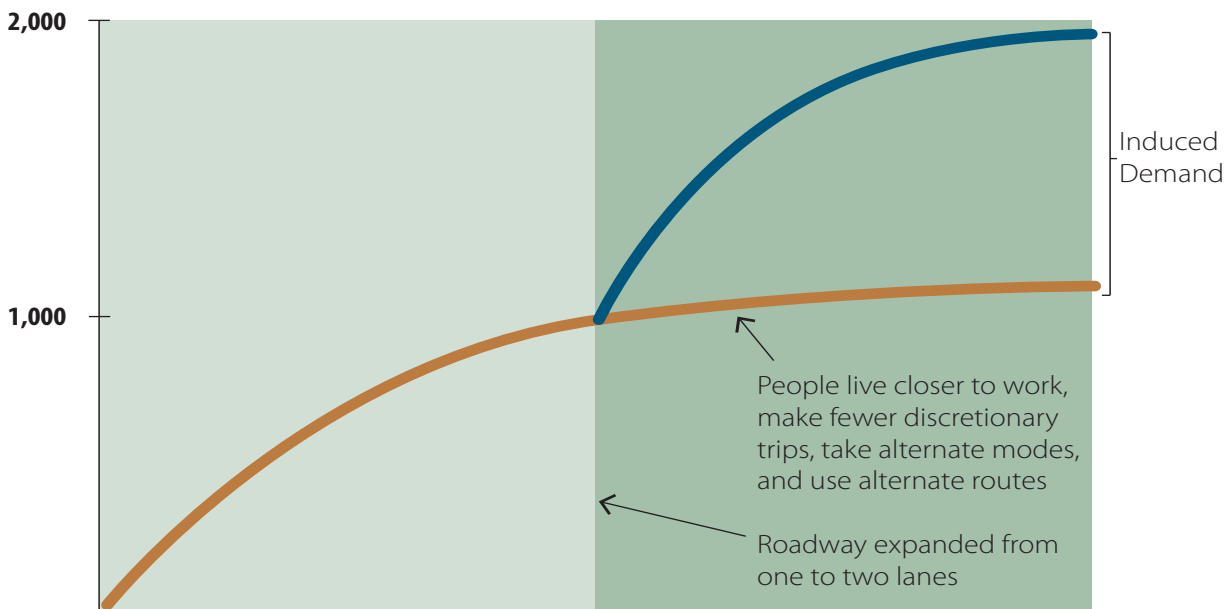 2,000
Induced
Demand
1,000
People live closer to work,
make fewer discretionary
trips, take alternate modes,
and use alternate routes
Roadway expanded from
one to two lanes